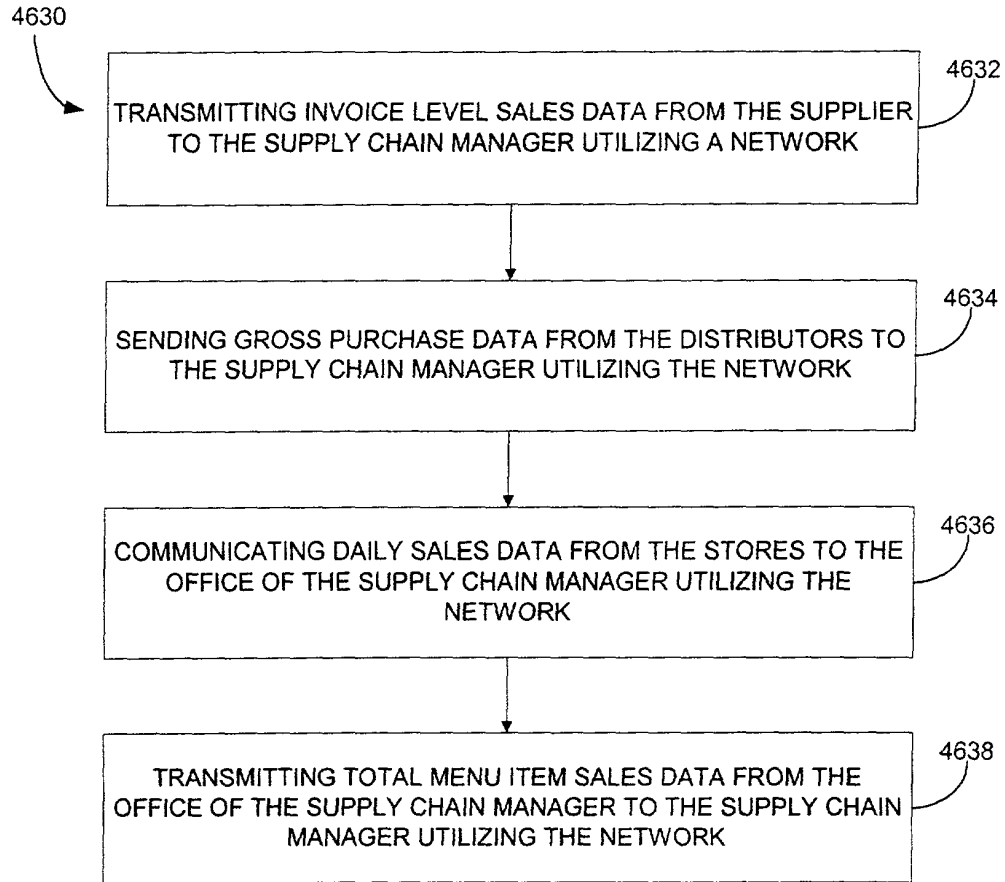 4630
4632
TRANSMITTING INVOICE LEVEL SALES DATA FROM THE SUPPLIER
TO THE SUPPLY CHAIN MANAGER UTILIZING A NETWORK
4634
SENDING GROSS PURCHASE DATA FROM THE DISTRIBUTORS TO
THE SUPPLY CHAIN MANAGER UTILIZING THE NETWORK
4636
COMMUNICATING DAILY SALES DATA FROM THE STORES TO THE
OFFICE OF THE SUPPLY CHAIN MANAGER UTILIZING THE
NETWORK
4638
TRANSMITTING TOTAL MENU ITEM SALES DATA FROM THE
OFFICE OF THE SUPPLY CHAIN MANAGER TO THE SUPPLY CHAIN
MANAGER UTILIZING THE NETWORK